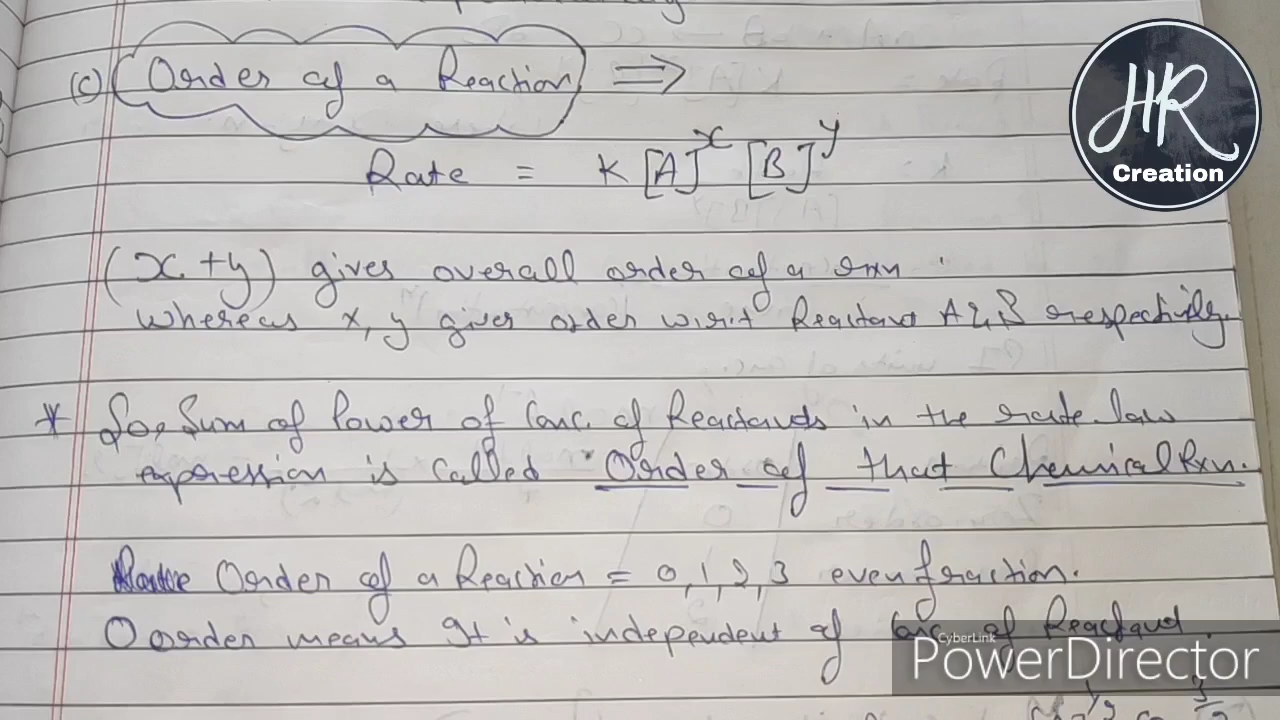 (c) Order of a Reaction ⇒
HR
Creation
Rate = K [A]^x [B]^y
(x + y) gives overall order of a rxn.
Whereas x, y gives order w.r.t Reactant A & B respectively.
* So, Sum of Power of Conc. of Reactands in the rate law
expression is Called Order of that Chemical Rxn.
Order of a Reaction = 0, 1, 2, 3 even fraction.
0 order means It is independent of Conc of Reactand.
CyberLink
PowerDirector